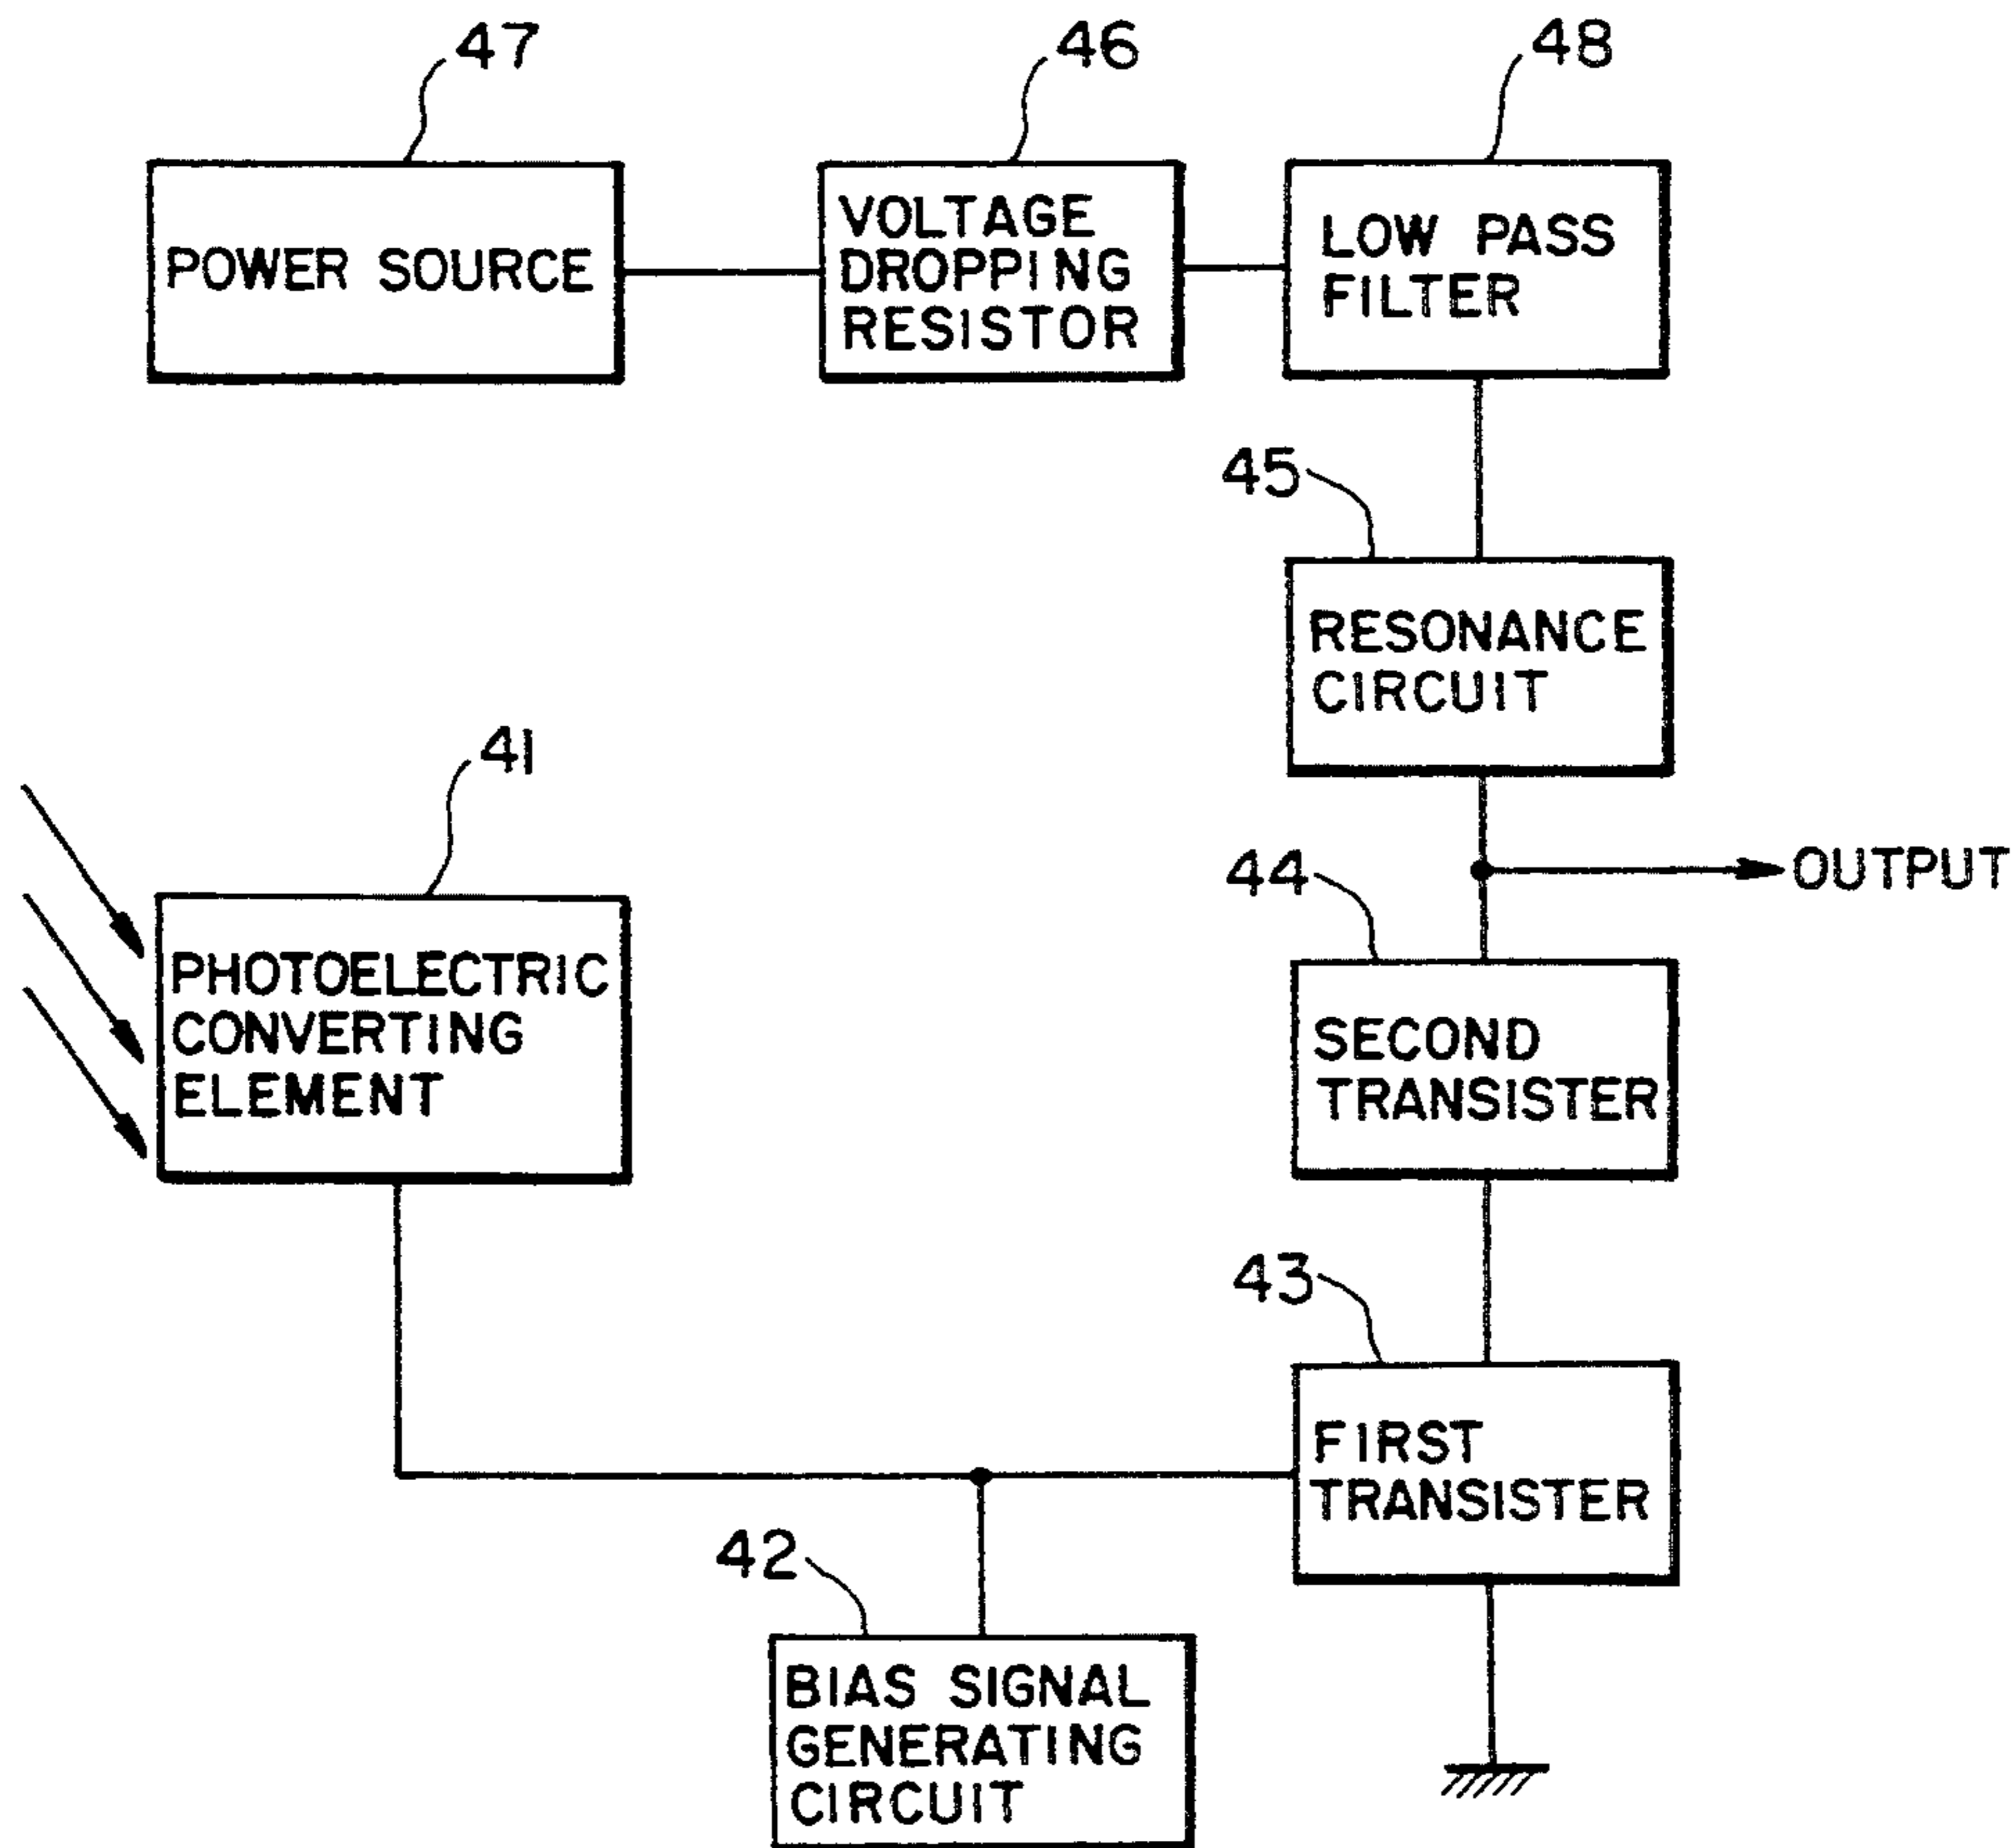 47
46
48
POWER SOURCE
VOLTAGE
DROPPING
RESISTOR
LOW PASS
FILTER
45
RESONANCE
CIRCUIT
41
44
OUTPUT
PHOTOELECTRIC
CONVERTING
ELEMENT
SECOND
TRANSISTER
43
FIRST
TRANSISTER
42
BIAS SIGNAL
GENERATING
CIRCUIT